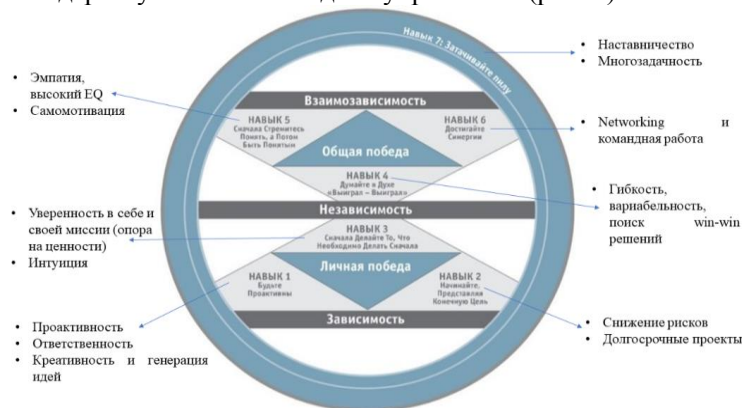 Навык 7: Затачивайте пилу
• Наставничество
• Многозадачность
• Эмпатия,
высокий EQ
• Самомотивация
Взаимозависимость
НАВЫК 5
Сначала Стремитесь
Понять, а Потом
Быть Понятым
НАВЫК 6
Достигайте
Синергии
• Networking и
командная работа
Общая победа
НАВЫК 4
Думайте в Духе
«Выиграл – Выиграл»
• Гибкость,
вариабельность,
поиск win-win
решений
Независимость
• Уверенность в себе и
своей миссии (опора
на ценности)
• Интуиция
НАВЫК 3
Сначала Делайте То, Что
Необходимо Делать Сначала
Личная победа
НАВЫК 1
Будьте
Проактивны
НАВЫК 2
Начинайте,
Представляя
Конечную Цель
Зависимость
• Проактивность
• Ответственность
• Креативность и генерация
идей
• Снижение рисков
• Долгосрочные проекты